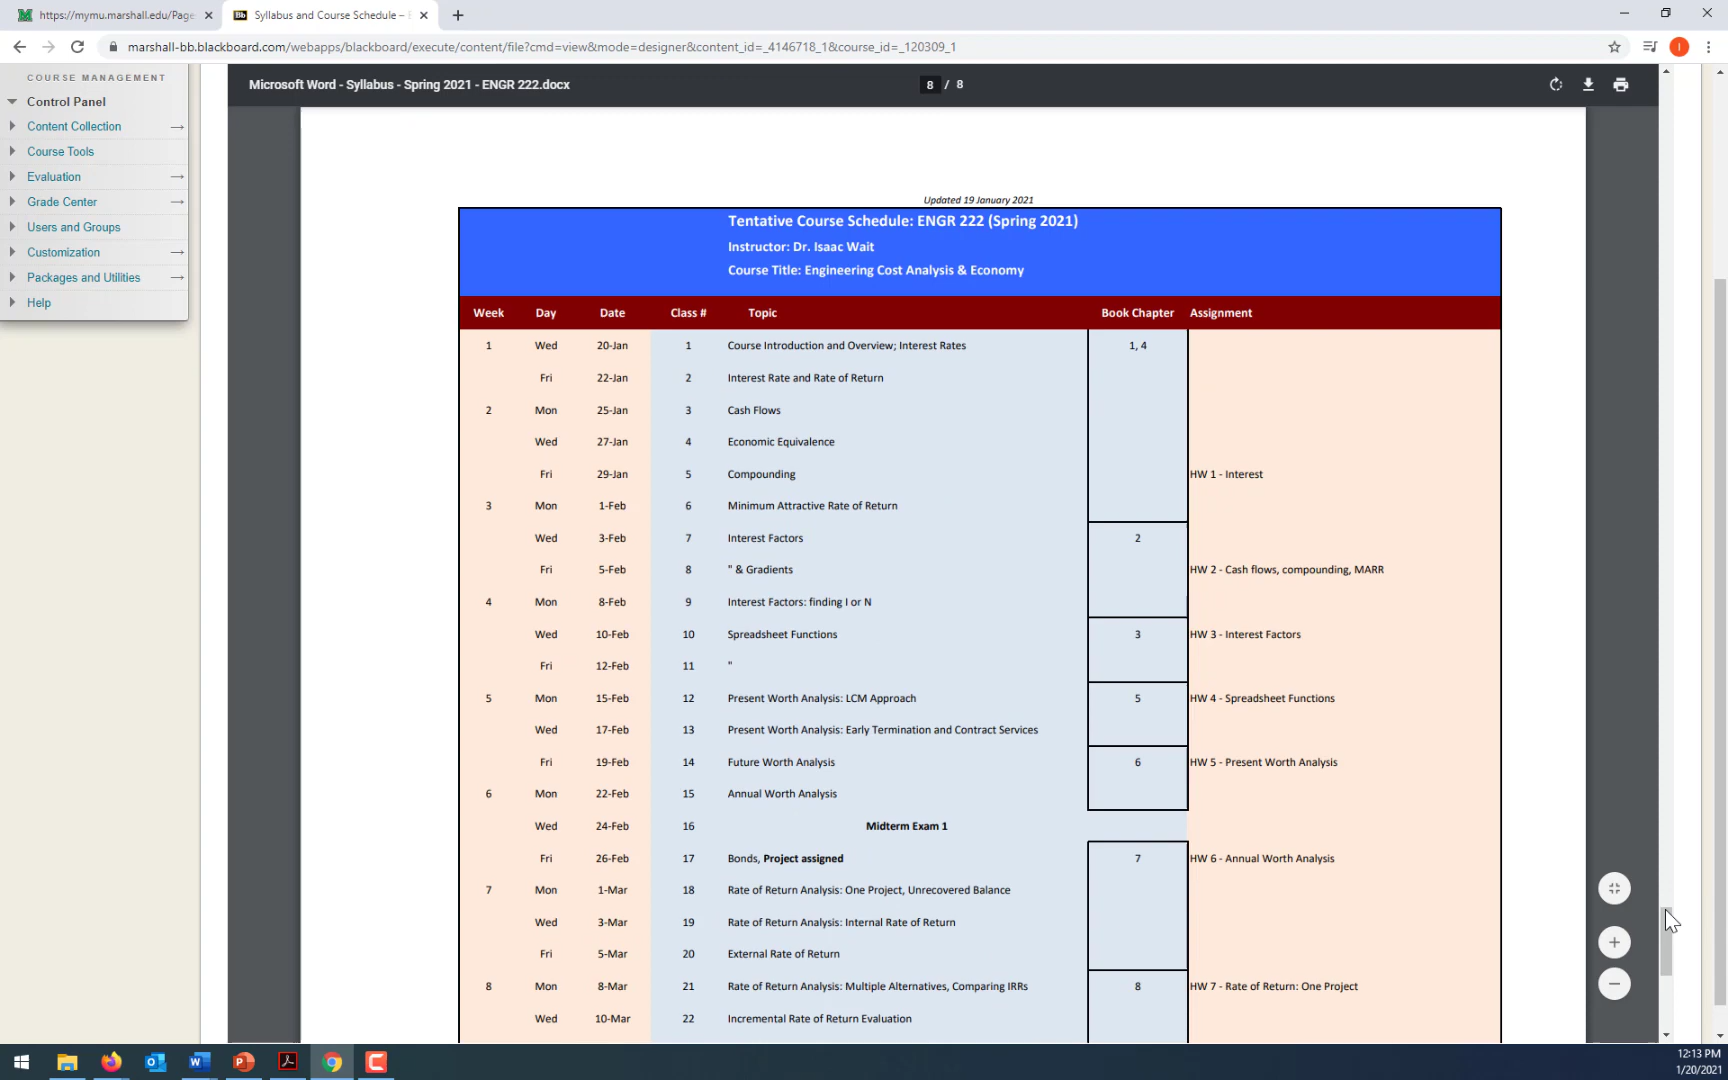 https://mymu.marshall.edu/Page
Syllabus and Course Schedule –
marshall-bb.blackboard.com/webapps/blackboard/execute/content/file?cmd=view&mode=designer&content_id=_4146718_1&course_id=_120309_1
COURSE MANAGEMENT
Control Panel
Content Collection
Course Tools
Evaluation
Grade Center
Users and Groups
Customization
Packages and Utilities
Help
Microsoft Word - Syllabus - Spring 2021 - ENGR 222.docx 8 / 8
Updated 19 January 2021
Tentative Course Schedule: ENGR 222 (Spring 2021)
Instructor: Dr. Isaac Wait
Course Title: Engineering Cost Analysis & Economy
Week Day Date Class # Topic Book Chapter Assignment
1 Wed 20-Jan 1 Course Introduction and Overview; Interest Rates 1, 4
Fri 22-Jan 2 Interest Rate and Rate of Return
2 Mon 25-Jan 3 Cash Flows
Wed 27-Jan 4 Economic Equivalence
Fri 29-Jan 5 Compounding HW 1 - Interest
3 Mon 1-Feb 6 Minimum Attractive Rate of Return
Wed 3-Feb 7 Interest Factors 2
Fri 5-Feb 8 " & Gradients HW 2 - Cash flows, compounding, MARR
4 Mon 8-Feb 9 Interest Factors: finding I or N
Wed 10-Feb 10 Spreadsheet Functions 3 HW 3 - Interest Factors
Fri 12-Feb 11 "
5 Mon 15-Feb 12 Present Worth Analysis: LCM Approach 5 HW 4 - Spreadsheet Functions
Wed 17-Feb 13 Present Worth Analysis: Early Termination and Contract Services
Fri 19-Feb 14 Future Worth Analysis 6 HW 5 - Present Worth Analysis
6 Mon 22-Feb 15 Annual Worth Analysis
Wed 24-Feb 16 Midterm Exam 1
Fri 26-Feb 17 Bonds, Project assigned 7 HW 6 - Annual Worth Analysis
7 Mon 1-Mar 18 Rate of Return Analysis: One Project, Unrecovered Balance
Wed 3-Mar 19 Rate of Return Analysis: Internal Rate of Return
Fri 5-Mar 20 External Rate of Return
8 Mon 8-Mar 21 Rate of Return Analysis: Multiple Alternatives, Comparing IRRs 8 HW 7 - Rate of Return: One Project
Wed 10-Mar 22 Incremental Rate of Return Evaluation
12:13 PM
1/20/2021